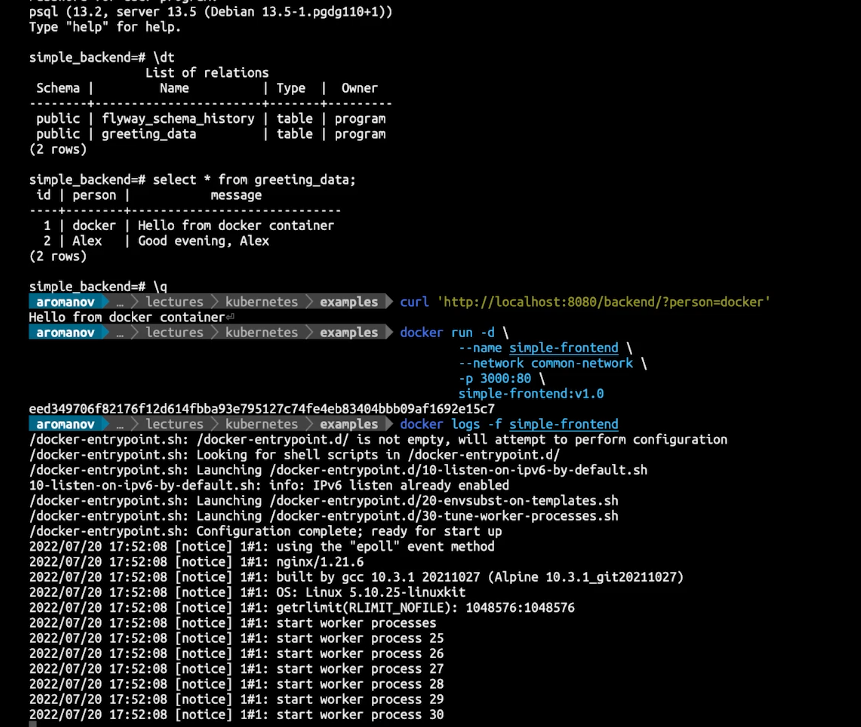 psql (13.2, server 13.5 (Debian 13.5-1.pgdg110+1))
Type "help" for help.
simple_backend=# \dt
List of relations
Schema | Name | Type | Owner
--------+-----------------------+-------+---------
public | flyway_schema_history | table | program
public | greeting_data | table | program
(2 rows)
simple_backend=# select * from greeting_data;
id | person | message
----+--------+-----------------------------
1 | docker | Hello from docker container
2 | Alex | Good evening, Alex
(2 rows)
simple_backend=# \q
aromanov … lectures kubernetes examples curl 'http://localhost:8080/backend/?person=docker'
Hello from docker container⏎
aromanov … lectures kubernetes examples docker run -d \
--name simple-frontend \
--network common-network \
-p 3000:80 \
simple-frontend:v1.0
eed349706f82176f12d614fbba93e795127c74fe4eb83404bbb09af1692e15c7
aromanov … lectures kubernetes examples docker logs -f simple-frontend
/docker-entrypoint.sh: /docker-entrypoint.d/ is not empty, will attempt to perform configuration
/docker-entrypoint.sh: Looking for shell scripts in /docker-entrypoint.d/
/docker-entrypoint.sh: Launching /docker-entrypoint.d/10-listen-on-ipv6-by-default.sh
10-listen-on-ipv6-by-default.sh: info: IPv6 listen already enabled
/docker-entrypoint.sh: Launching /docker-entrypoint.d/20-envsubst-on-templates.sh
/docker-entrypoint.sh: Launching /docker-entrypoint.d/30-tune-worker-processes.sh
/docker-entrypoint.sh: Configuration complete; ready for start up
2022/07/20 17:52:08 [notice] 1#1: using the "epoll" event method
2022/07/20 17:52:08 [notice] 1#1: nginx/1.21.6
2022/07/20 17:52:08 [notice] 1#1: built by gcc 10.3.1 20211027 (Alpine 10.3.1_git20211027)
2022/07/20 17:52:08 [notice] 1#1: OS: Linux 5.10.25-linuxkit
2022/07/20 17:52:08 [notice] 1#1: getrlimit(RLIMIT_NOFILE): 1048576:1048576
2022/07/20 17:52:08 [notice] 1#1: start worker processes
2022/07/20 17:52:08 [notice] 1#1: start worker process 25
2022/07/20 17:52:08 [notice] 1#1: start worker process 26
2022/07/20 17:52:08 [notice] 1#1: start worker process 27
2022/07/20 17:52:08 [notice] 1#1: start worker process 28
2022/07/20 17:52:08 [notice] 1#1: start worker process 29
2022/07/20 17:52:08 [notice] 1#1: start worker process 30